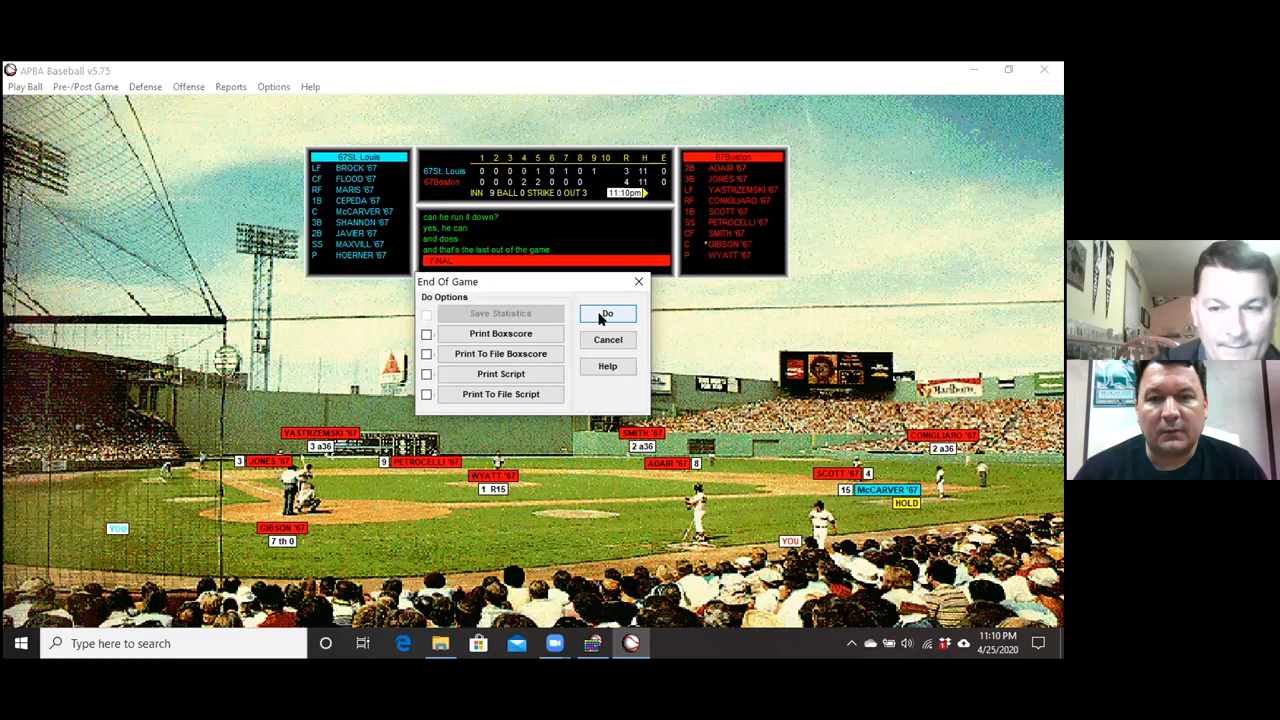 APBA Baseball v5.75
Play Ball Pre-/Post Game Defense Offense Reports Options Help
67St. Louis
LF BROCK '67
CF FLOOD '67
RF MARIS '67
1B CEPEDA '67
C McCARVER '67
3B SHANNON '67
2B JAVIER '67
SS MAXVILL '67
P HOERNER '67
1 2 3 4 5 6 7 8 9 10 R H E
67St. Louis 0 0 0 0 1 0 1 0 1 3 11 0
67Boston 0 0 0 2 2 0 0 0 4 11 0
INN 9 BALL 0 STRIKE 0 OUT 3 11:10pm
can he run it down?
yes, he can
and does
and that's the last out of the game
FINAL
67Boston
2B ADAIR '67
3B JONES '67
LF YASTRZEMSKI '67
RF CONIGLIARO '67
1B SCOTT '67
SS PETROCELLI '67
CF SMITH '67
C *GIBSON '67
P WYATT '67
End Of Game
Do Options
Save Statistics
Print Boxscore
Print To File Boxscore
Print Script
Print To File Script
Do
Cancel
Help
YASTRZEMSKI '67
3 a36
SMITH '67
2 a36
CONIGLIARO '67
2 a36
3 JONES '67
9 PETROCELLI '67
ADAIR '67 8
WYATT '67
1 R15
SCOTT '67 4
15 McCARVER '67
HOLD
YOU
GIBSON '67
7 th 0
YOU
Type here to search
11:10 PM
4/25/2020